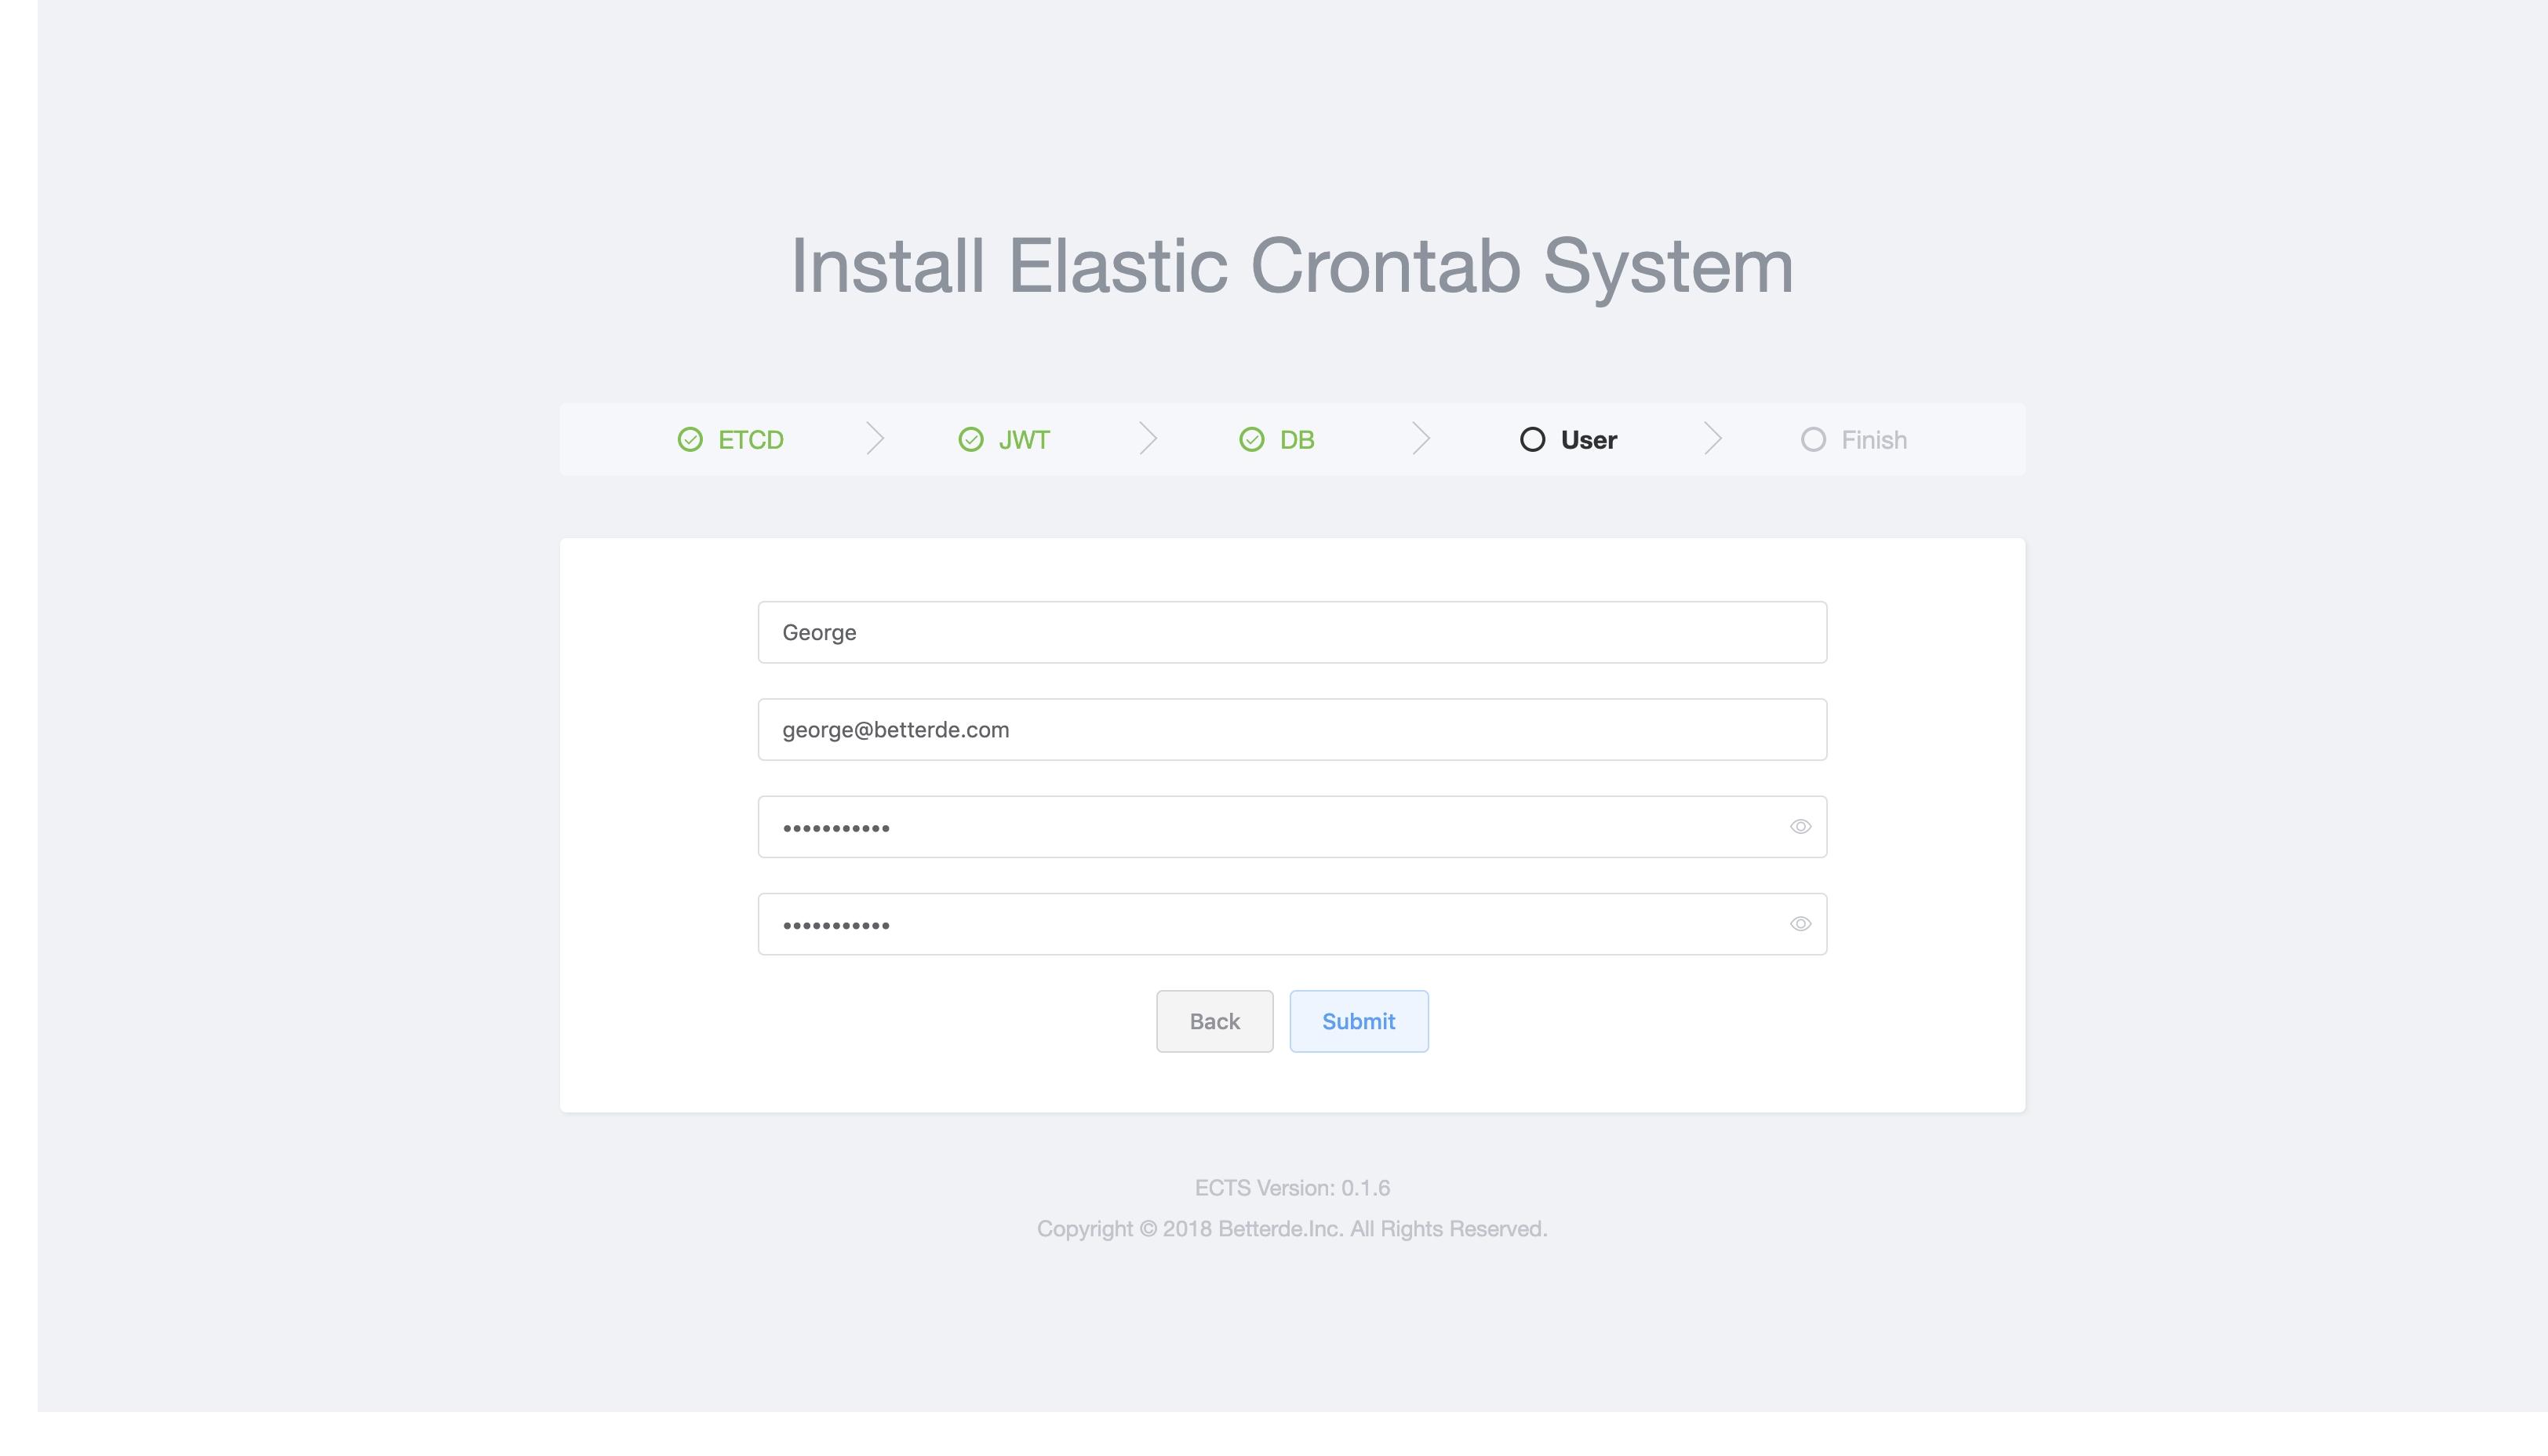 Install Elastic Crontab System
ETCD JWT DB User Finish
George
george@betterde.com
•••••••••••
•••••••••••
Back Submit
ECTS Version: 0.1.6
Copyright © 2018 Betterde.Inc. All Rights Reserved.